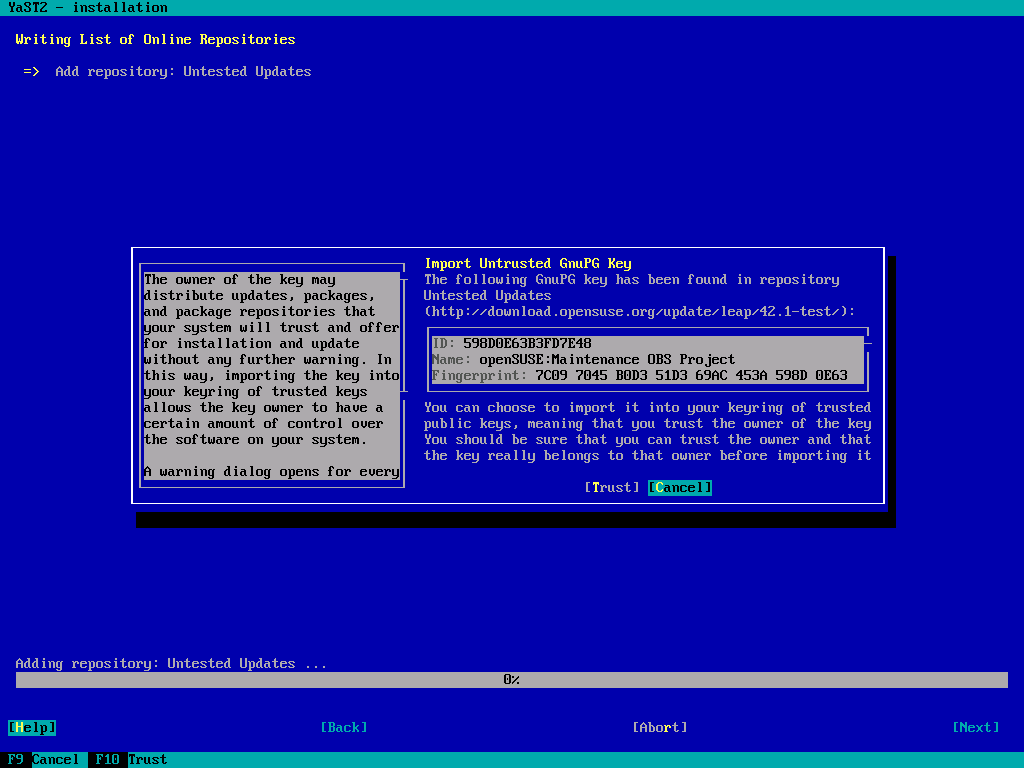 YaST2 - installation
Writing List of Online Repositories
=> Add repository: Untested Updates
The owner of the key may
distribute updates, packages,
and package repositories that
your system will trust and offer
for installation and update
without any further warning. In
this way, importing the key into
your keyring of trusted keys
allows the key owner to have a
certain amount of control over
the software on your system.
A warning dialog opens for every
Import Untrusted GnuPG Key
The following GnuPG key has been found in repository
Untested Updates
(http://download.opensuse.org/update/leap/42.1-test/):
ID: 598D0E63B3FD7E48
Name: openSUSE:Maintenance OBS Project
Fingerprint: 7C09 7045 B0D3 51D3 69AC 453A 598D 0E63
You can choose to import it into your keyring of trusted
public keys, meaning that you trust the owner of the key
You should be sure that you can trust the owner and that
the key really belongs to that owner before importing it
[Trust] [Cancel]
Adding repository: Untested Updates ...
0%
[Help] [Back] [Abort] [Next]
F9 Cancel F10 Trust